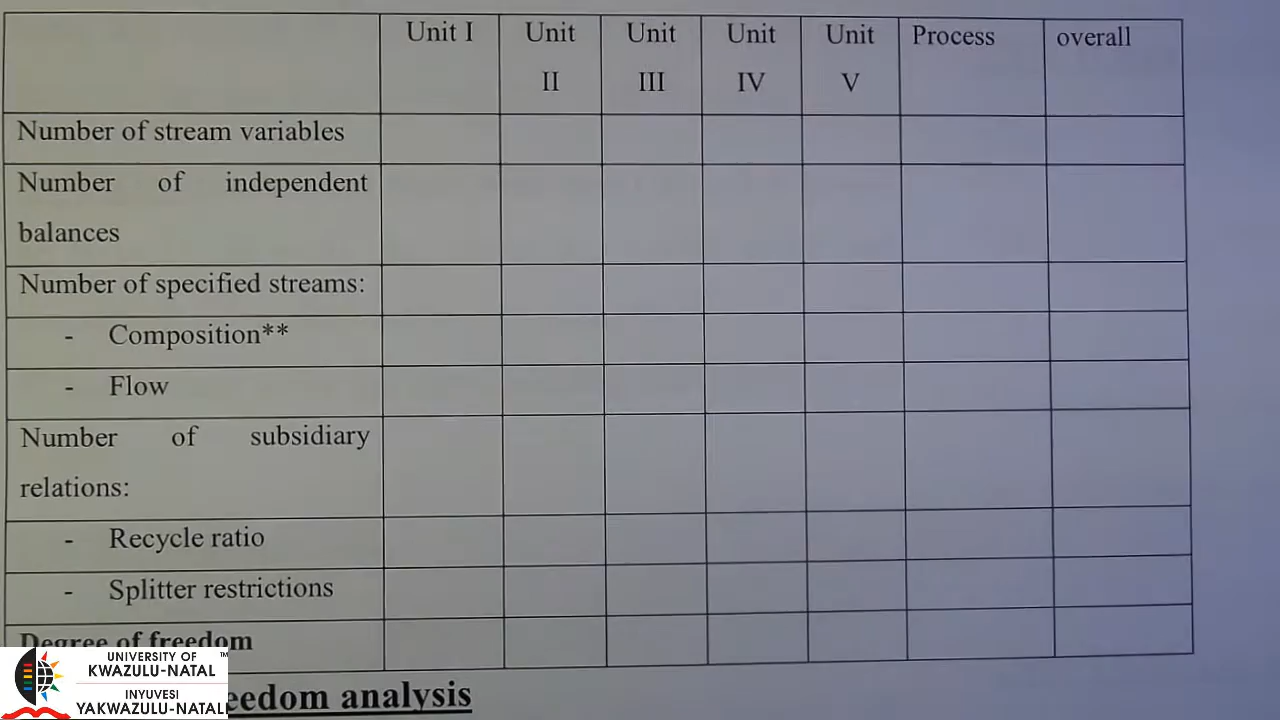 Unit I Unit Unit Unit Unit Process overall
II III IV V
Number of stream variables
Number of independent
balances
Number of specified streams:
- Composition**
- Flow
Number of subsidiary
relations:
- Recycle ratio
- Splitter restrictions
Degree of freedom
UNIVERSITY OF ™
KWAZULU-NATAL
INYUVESI
YAKWAZULU-NATALI
eedom analysis